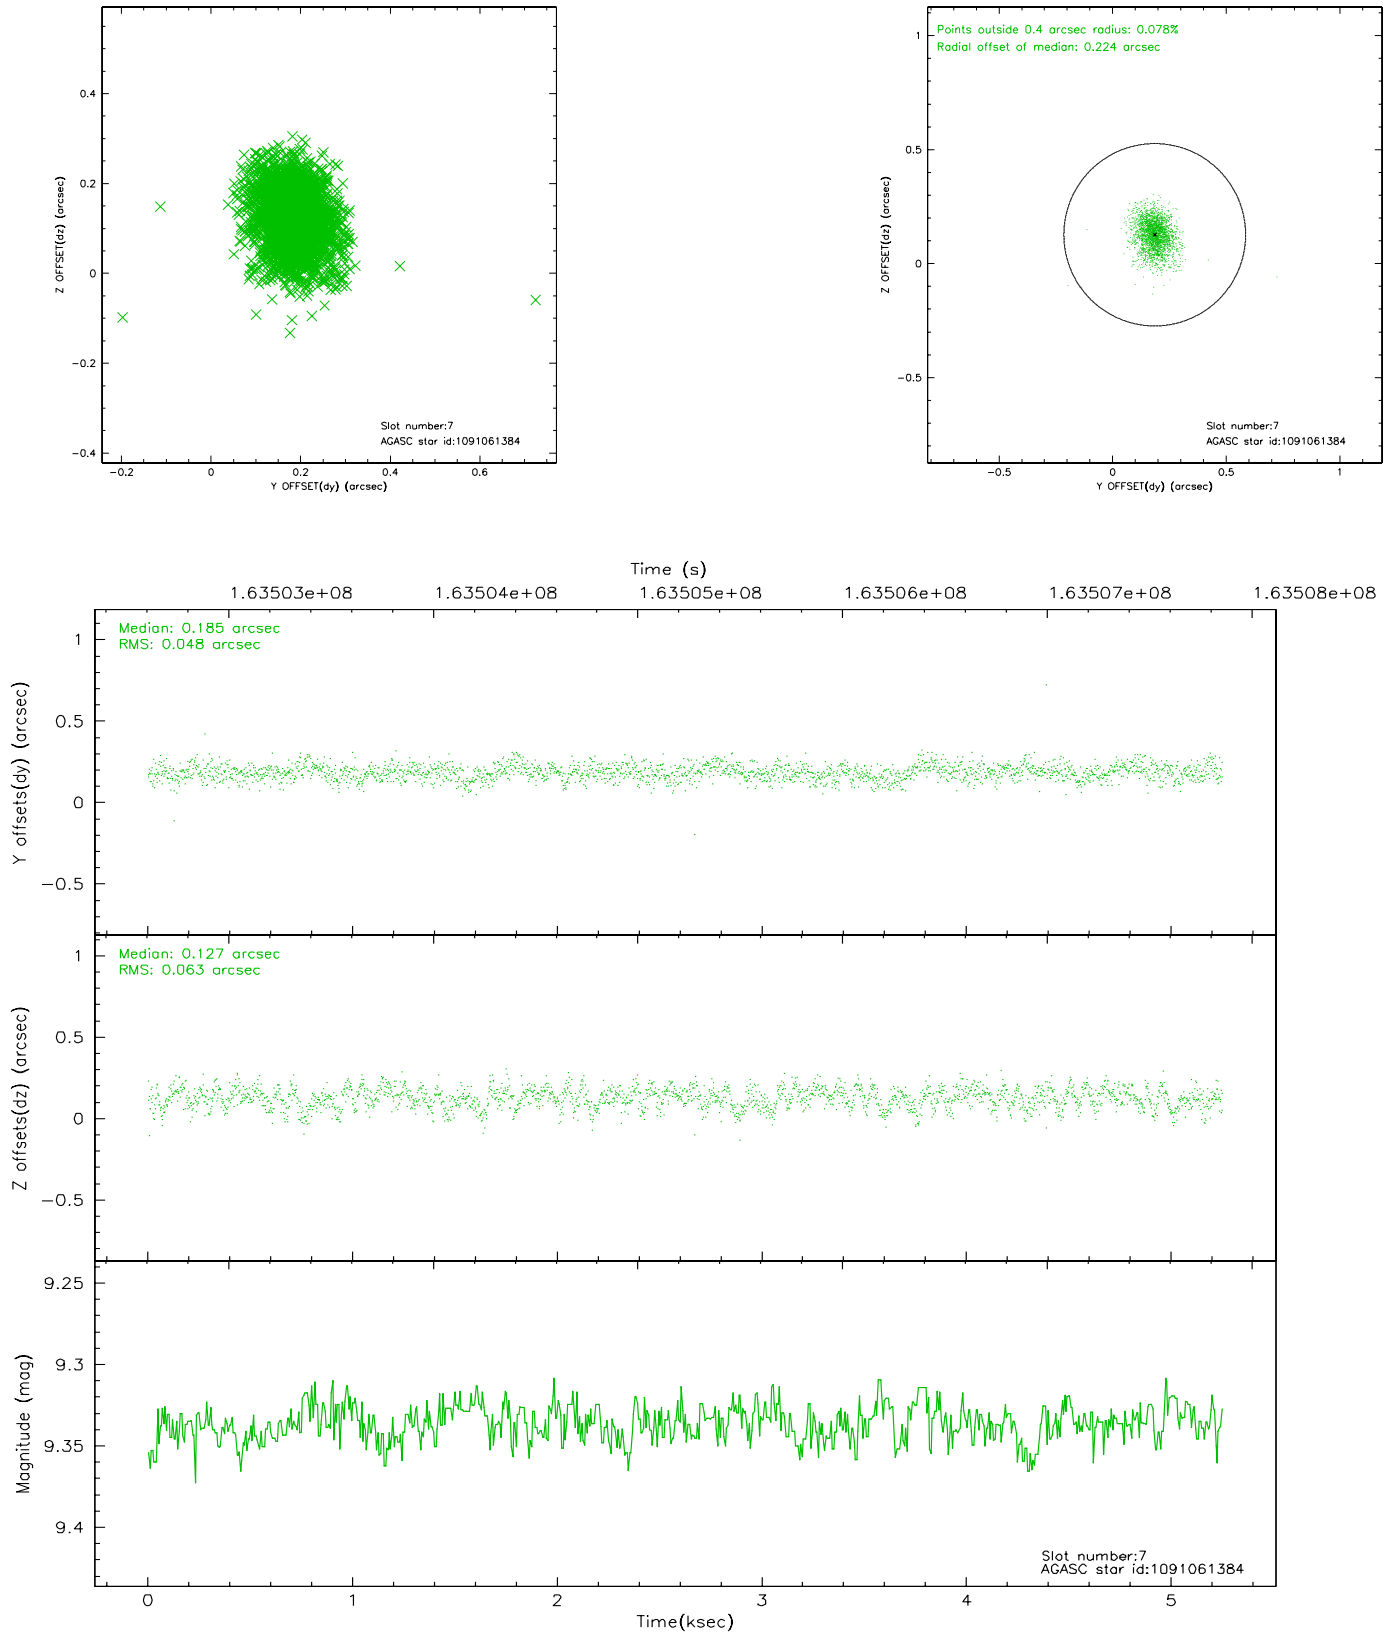 0.4
0.2
0
−0.2
−0.4
Z OFFSET(dz) (arcsec)
Slot number:7
AGASC star id:1091061384
−0.2 0 0.2 0.4 0.6
Y OFFSET(dy) (arcsec)
Points outside 0.4 arcsec radius: 0.078%
Radial offset of median: 0.224 arcsec
1
0.5
0
−0.5
Z OFFSET(dz) (arcsec)
Slot number:7
AGASC star id:1091061384
−0.5 0 0.5 1
Y OFFSET(dy) (arcsec)
Time (s)
1.63503e+08 1.63504e+08 1.63505e+08 1.63506e+08 1.63507e+08 1.63508e+08
Median: 0.185 arcsec
RMS: 0.048 arcsec
1
0.5
0
−0.5
Y offsets(dy) (arcsec)
Median: 0.127 arcsec
RMS: 0.063 arcsec
1
0.5
0
−0.5
Z offsets(dz) (arcsec)
9.25
9.3
9.35
9.4
Magnitude (mag)
Slot number:7
AGASC star id:1091061384
0 1 2 3 4 5
Time(ksec)